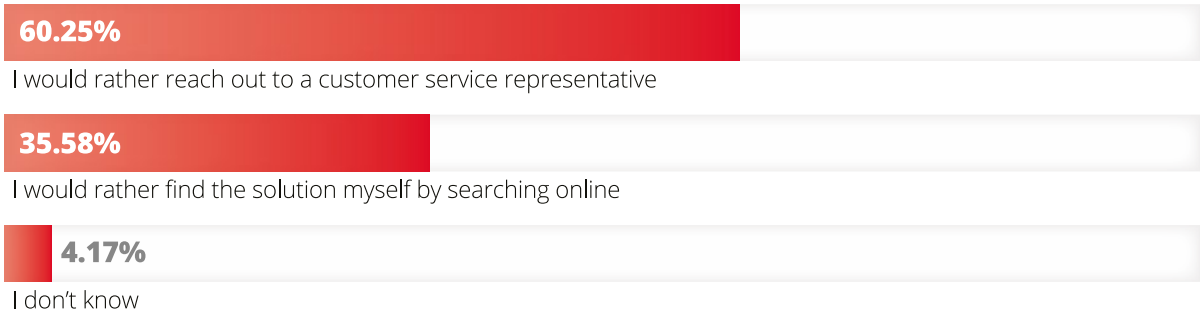 60.25%
I would rather reach out to a customer service representative
35.58%
I would rather find the solution myself by searching online
4.17%
I don’t know